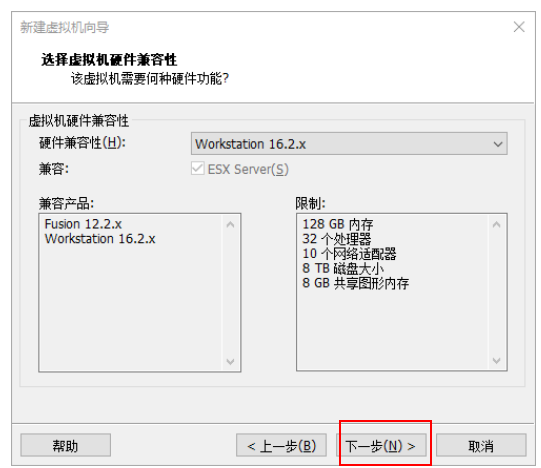 新建虚拟机向导
选择虚拟机硬件兼容性
该虚拟机需要何种硬件功能?
虚拟机硬件兼容性
硬件兼容性(H):
Workstation 16.2.x
兼容:
ESX Server(S)
兼容产品:
Fusion 12.2.x
Workstation 16.2.x
限制:
128 GB 内存
32 个处理器
10 个网络适配器
8 TB 磁盘大小
8 GB 共享图形内存
帮助
< 上一步(B)
下一步(N) >
取消